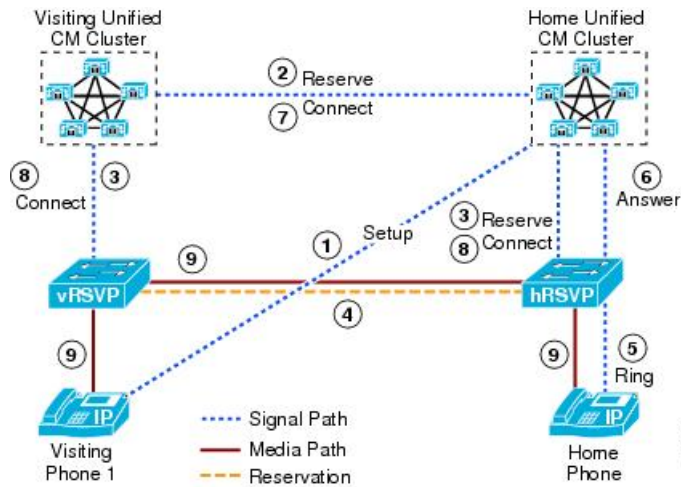 Visiting Unified
CM Cluster
Home Unified
CM Cluster
2 Reserve
7 Connect
8
Connect
3
6
Answer
1
Setup
3 Reserve
8 Connect
9
vRSVP
hRSVP
4
9
9
5
Ring
IP
IP
Visiting
Phone 1
Home
Phone
Signal Path
Media Path
Reservation